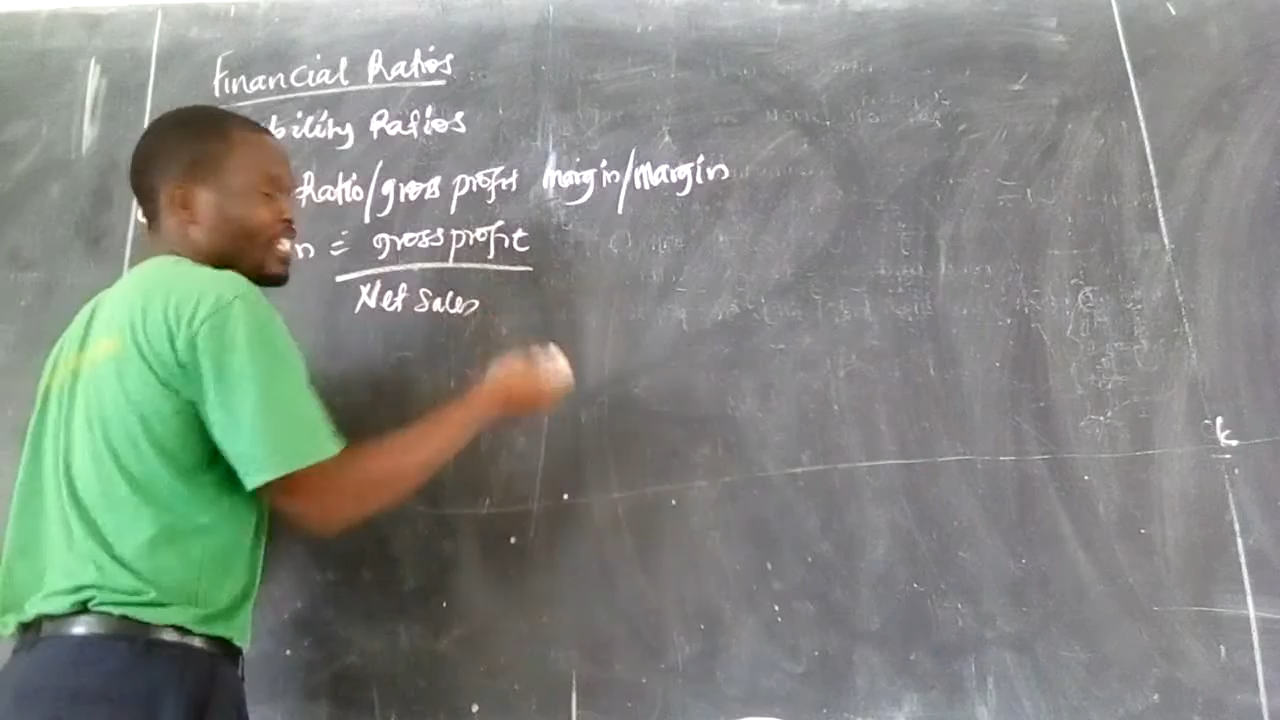 Financial Ratios
bility Ratios
Ratio/gross profit margin/margin
n = gross profit
Net Sales
k